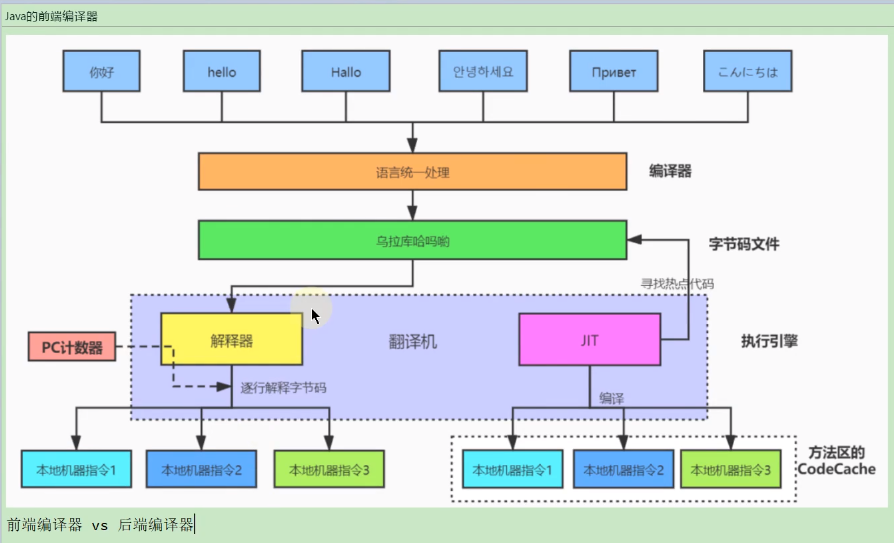 Java的前端编译器
你好
hello
Hallo
안녕하세요
Привет
こんにちは
语言统一处理
编译器
乌拉库哈吗哟
字节码文件
寻找热点代码
解释器
翻译机
JIT
执行引擎
PC计数器
逐行解释字节码
编译
本地机器指令1
本地机器指令2
本地机器指令3
本地机器指令1
本地机器指令2
本地机器指令3
方法区的
CodeCache
前端编译器 vs 后端编译器